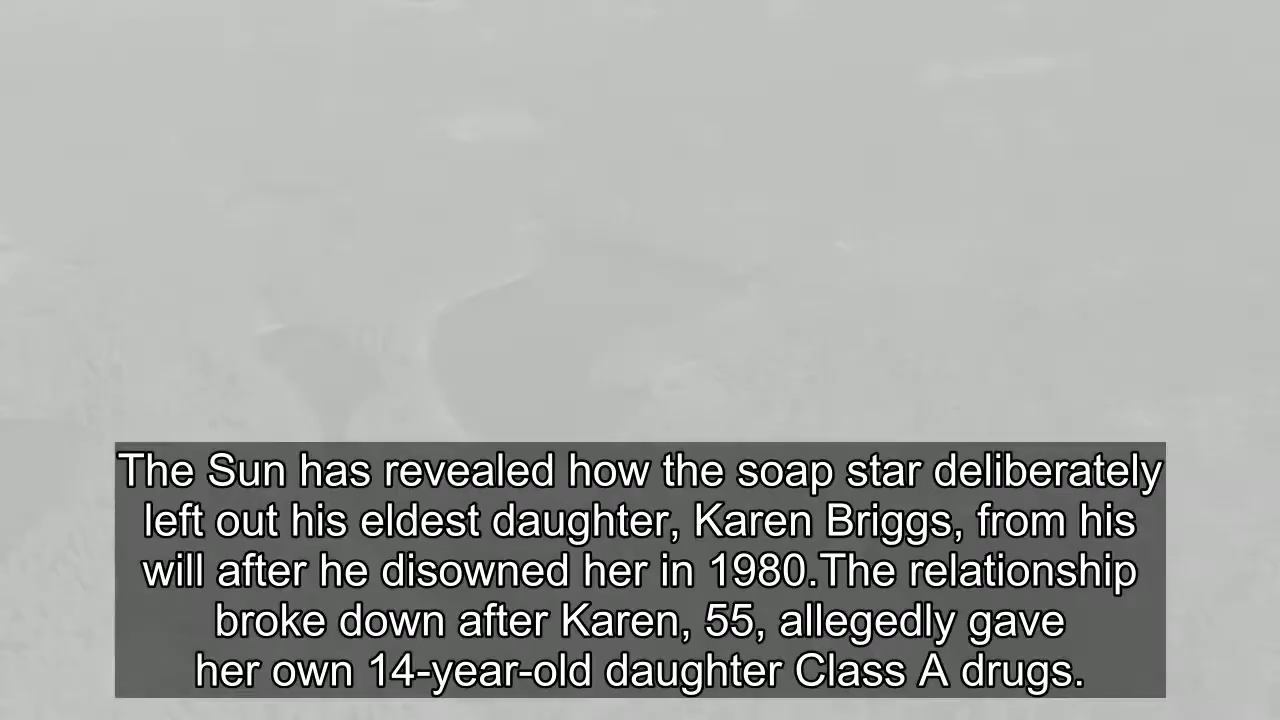 The Sun has revealed how the soap star deliberately
left out his eldest daughter, Karen Briggs, from his
will after he disowned her in 1980.The relationship
broke down after Karen, 55, allegedly gave
her own 14-year-old daughter Class A drugs.